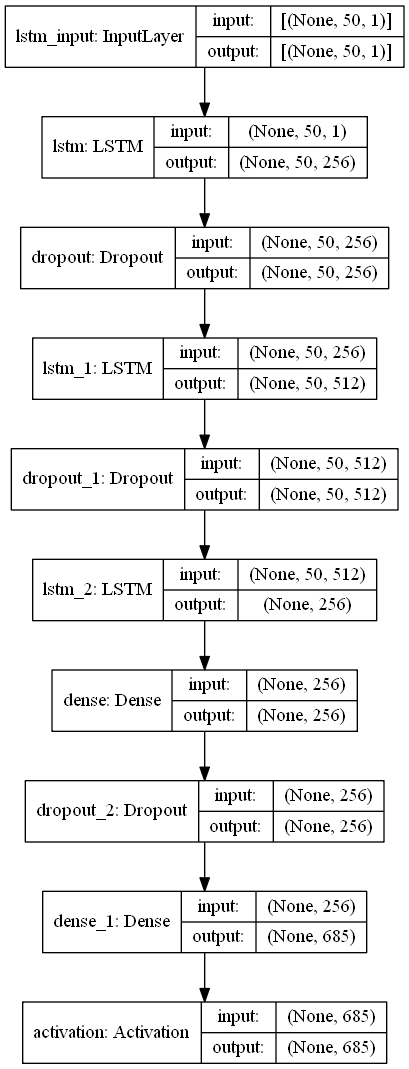 lstm_input: InputLayer
input: [(None, 50, 1)]
output: [(None, 50, 1)]
lstm: LSTM
input: (None, 50, 1)
output: (None, 50, 256)
dropout: Dropout
input: (None, 50, 256)
output: (None, 50, 256)
lstm_1: LSTM
input: (None, 50, 256)
output: (None, 50, 512)
dropout_1: Dropout
input: (None, 50, 512)
output: (None, 50, 512)
lstm_2: LSTM
input: (None, 50, 512)
output: (None, 256)
dense: Dense
input: (None, 256)
output: (None, 256)
dropout_2: Dropout
input: (None, 256)
output: (None, 256)
dense_1: Dense
input: (None, 256)
output: (None, 685)
activation: Activation
input: (None, 685)
output: (None, 685)